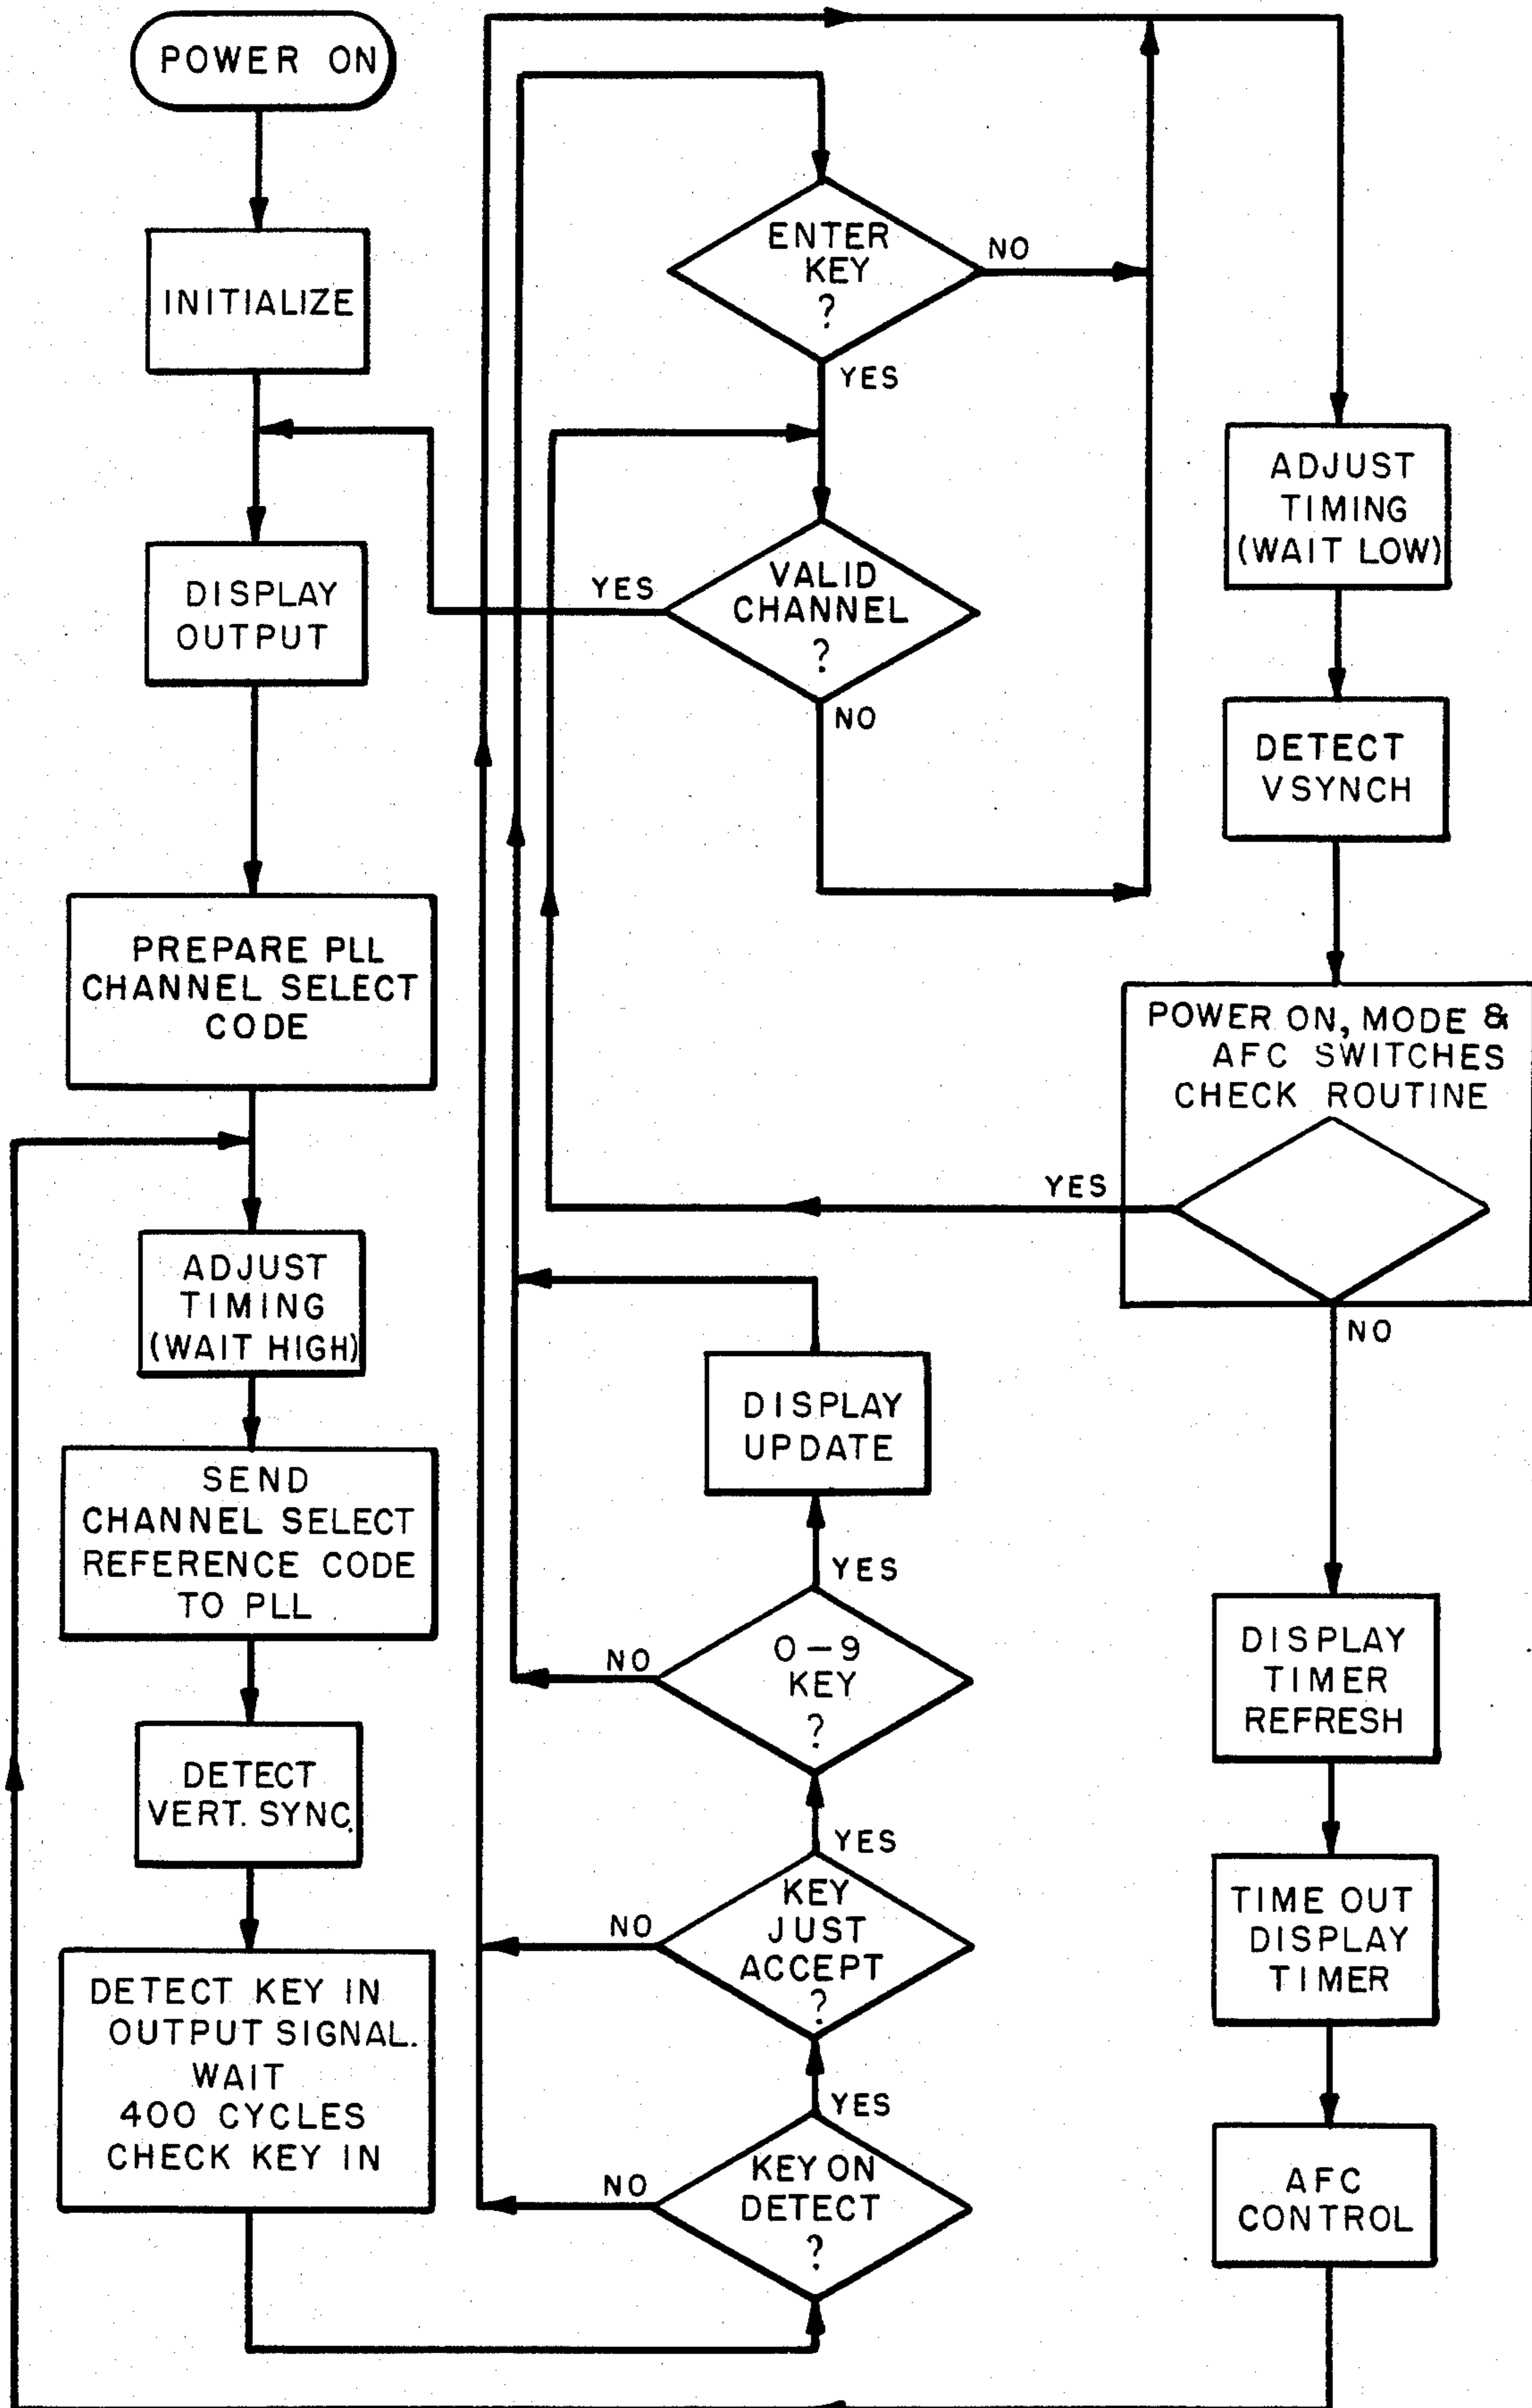 POWER ON
INITIALIZE
DISPLAY
OUTPUT
PREPARE PLL
CHANNEL SELECT
CODE
ADJUST
TIMING
(WAIT HIGH)
SEND
CHANNEL SELECT
REFERENCE CODE
TO PLL
DETECT
VERT. SYNC.
DETECT KEY IN
OUTPUT SIGNAL.
WAIT
400 CYCLES
CHECK KEY IN
ENTER
KEY
?
NO
YES
VALID
CHANNEL
?
YES
NO
DISPLAY
UPDATE
YES
0-9
KEY
?
NO
YES
KEY
JUST
ACCEPT
?
NO
YES
KEY ON
DETECT
?
NO
ADJUST
TIMING
(WAIT LOW)
DETECT
VSYNCH
POWER ON, MODE &
AFC SWITCHES
CHECK ROUTINE
YES
NO
DISPLAY
TIMER
REFRESH
TIME OUT
DISPLAY
TIMER
AFC
CONTROL